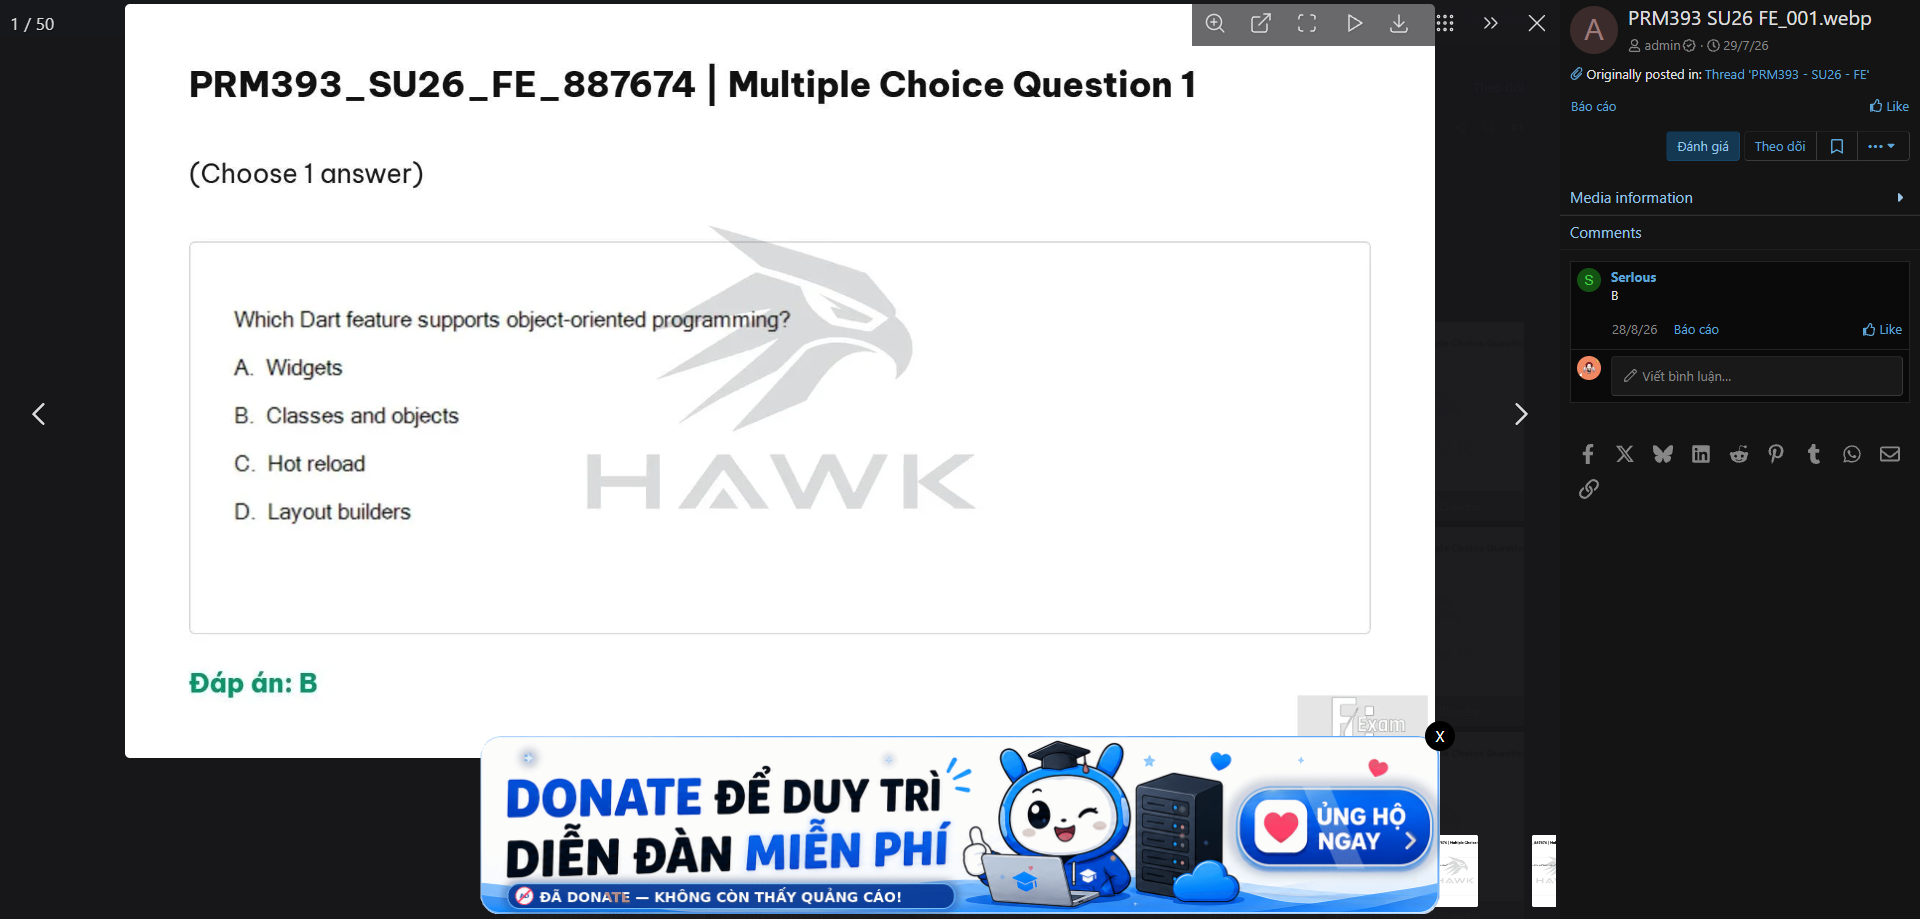 1 / 50
PRM393_SU26_FE_887674 | Multiple Choice Question 1
(Choose 1 answer)
Which Dart feature supports object-oriented programming?
A. Widgets
B. Classes and objects
C. Hot reload
D. Layout builders
HAWK
Đáp án: B
Exam
X
DONATE ĐỂ DUY TRÌ
DIỄN ĐÀN MIỄN PHÍ
ĐÃ DONATE — KHÔNG CÒN THẤY QUẢNG CÁO!
ỦNG HỘ
NGAY
A
PRM393 SU26 FE_001.webp
admin · 29/7/26
Originally posted in: Thread 'PRM393 - SU26 - FE'
Báo cáo
Like
Đánh giá
Theo dõi
Media information
Comments
S
Serlous
B
28/8/26 Báo cáo
Like
Viết bình luận...